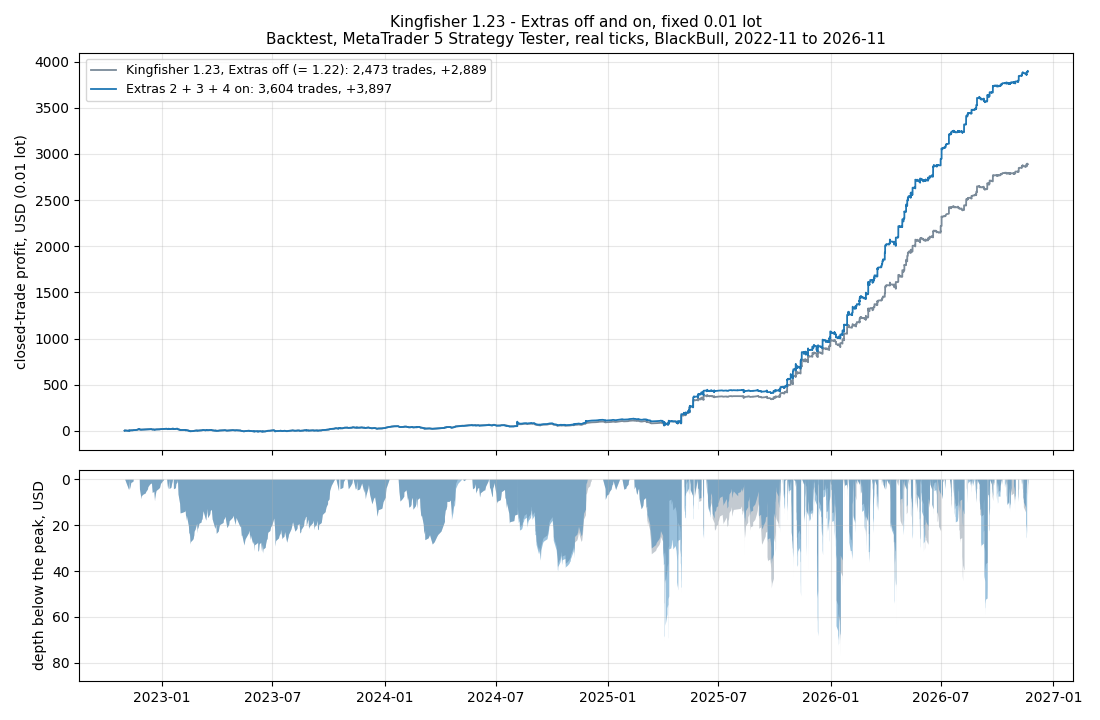 Kingfisher 1.23 - Extras off and on, fixed 0.01 lot
Backtest, MetaTrader 5 Strategy Tester, real ticks, BlackBull, 2022-11 to 2026-11
Kingfisher 1.23, Extras off (= 1.22): 2,473 trades, +2,889
Extras 2 + 3 + 4 on: 3,604 trades, +3,897
closed-trade profit, USD (0.01 lot)
4000
3500
3000
2500
2000
1500
1000
500
0
depth below the peak, USD
0
20
40
60
80
2023-01 2023-07 2024-01 2024-07 2025-01 2025-07 2026-01 2026-07 2027-01